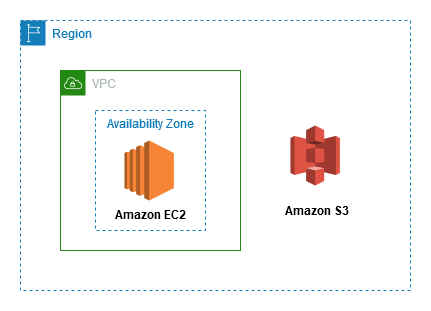 Region
VPC
Availability Zone
Amazon EC2
Amazon S3